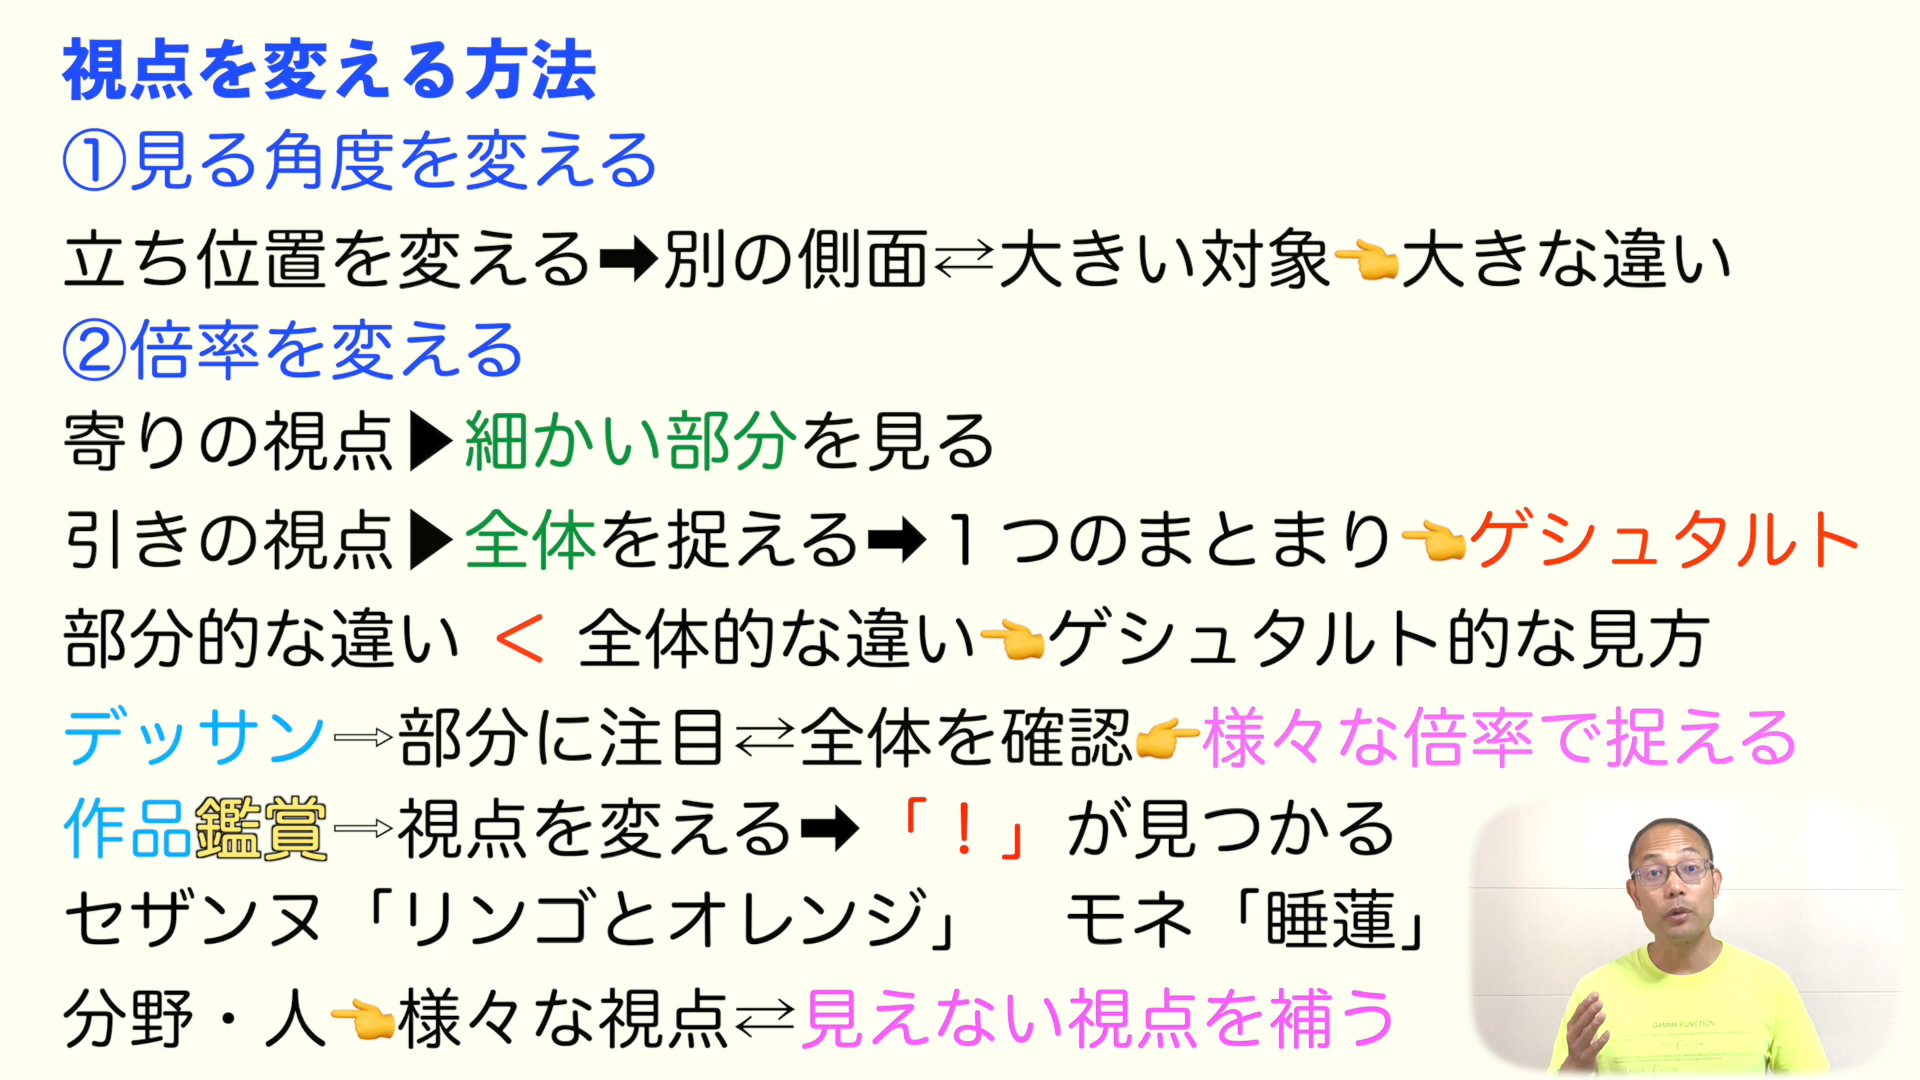 視点を変える方法
①見る角度を変える
立ち位置を変える➡別の側面⇄大きい対象👈大きな違い
②倍率を変える
寄りの視点▶細かい部分を見る
引きの視点▶全体を捉える➡１つのまとまり👈ゲシュタルト
部分的な違い < 全体的な違い👈ゲシュタルト的な見方
デッサン⇨部分に注目⇄全体を確認👉様々な倍率で捉える
作品鑑賞⇨視点を変える➡「！」が見つかる
セザンヌ「リンゴとオレンジ」　モネ「睡蓮」
分野・人👈様々な視点⇄見えない視点を補う
GAMMA FUNCTION